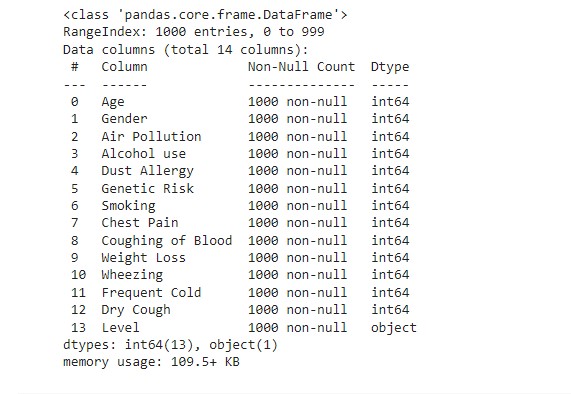 <class 'pandas.core.frame.DataFrame'>
RangeIndex: 1000 entries, 0 to 999
Data columns (total 14 columns):
 #   Column             Non-Null Count  Dtype
---  ------             --------------  -----
 0   Age                1000 non-null   int64
 1   Gender             1000 non-null   int64
 2   Air Pollution      1000 non-null   int64
 3   Alcohol use        1000 non-null   int64
 4   Dust Allergy       1000 non-null   int64
 5   Genetic Risk       1000 non-null   int64
 6   Smoking            1000 non-null   int64
 7   Chest Pain         1000 non-null   int64
 8   Coughing of Blood  1000 non-null   int64
 9   Weight Loss        1000 non-null   int64
 10  Wheezing           1000 non-null   int64
 11  Frequent Cold      1000 non-null   int64
 12  Dry Cough          1000 non-null   int64
 13  Level              1000 non-null   object
dtypes: int64(13), object(1)
memory usage: 109.5+ KB